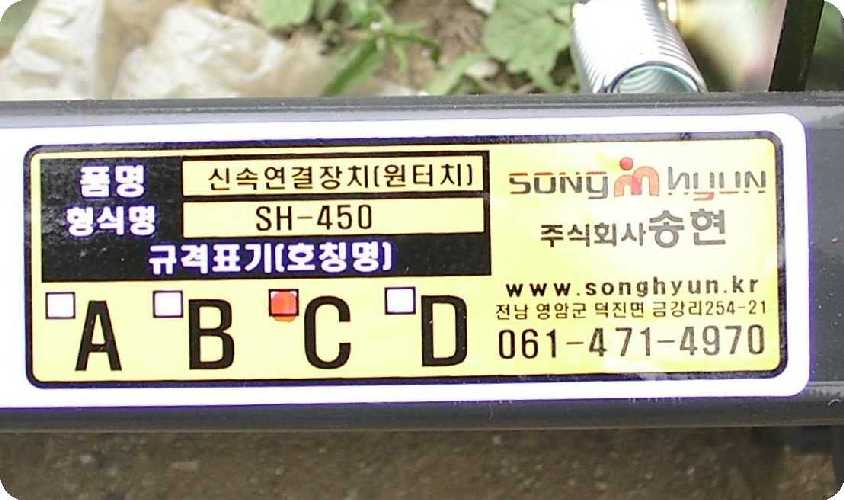 품명 신속연결장치(원터치)
형식명 SH-450
규격표기(호칭명)
A B C D
SONG HYUN
주식회사송현
www.songhyun.kr
전남 영암군 덕진면 금강리254-21
061-471-4970